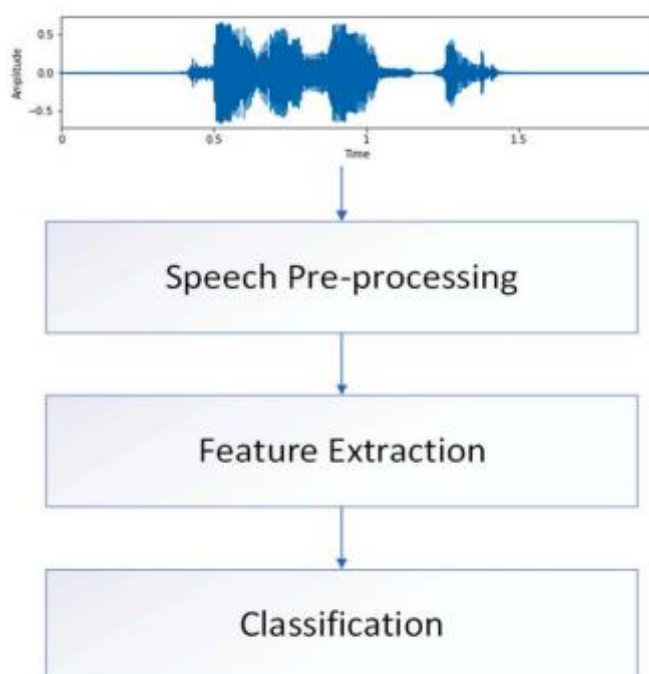 0.5
0.0
−0.5
Amplitude
0
0.5
1
1.5
Time
Speech Pre-processing
Feature Extraction
Classification